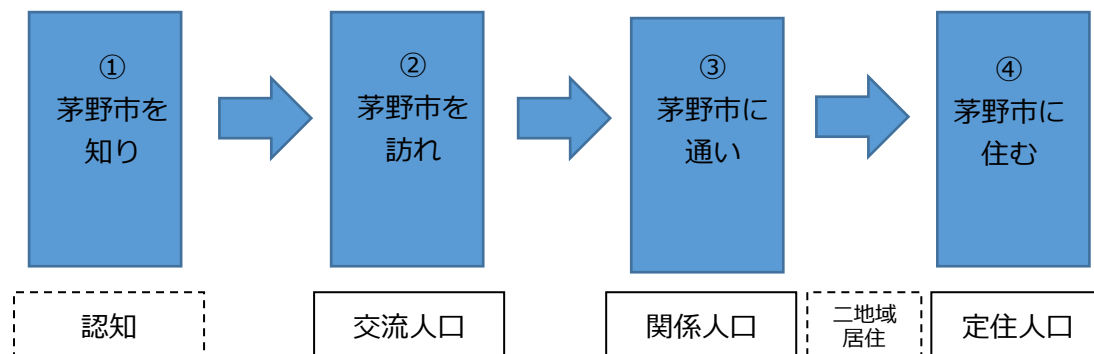 ①
茅野市を
知り
②
茅野市を
訪れ
③
茅野市に
通い
④
茅野市に
住む
認知
交流人口
関係人口
二地域
居住
定住人口